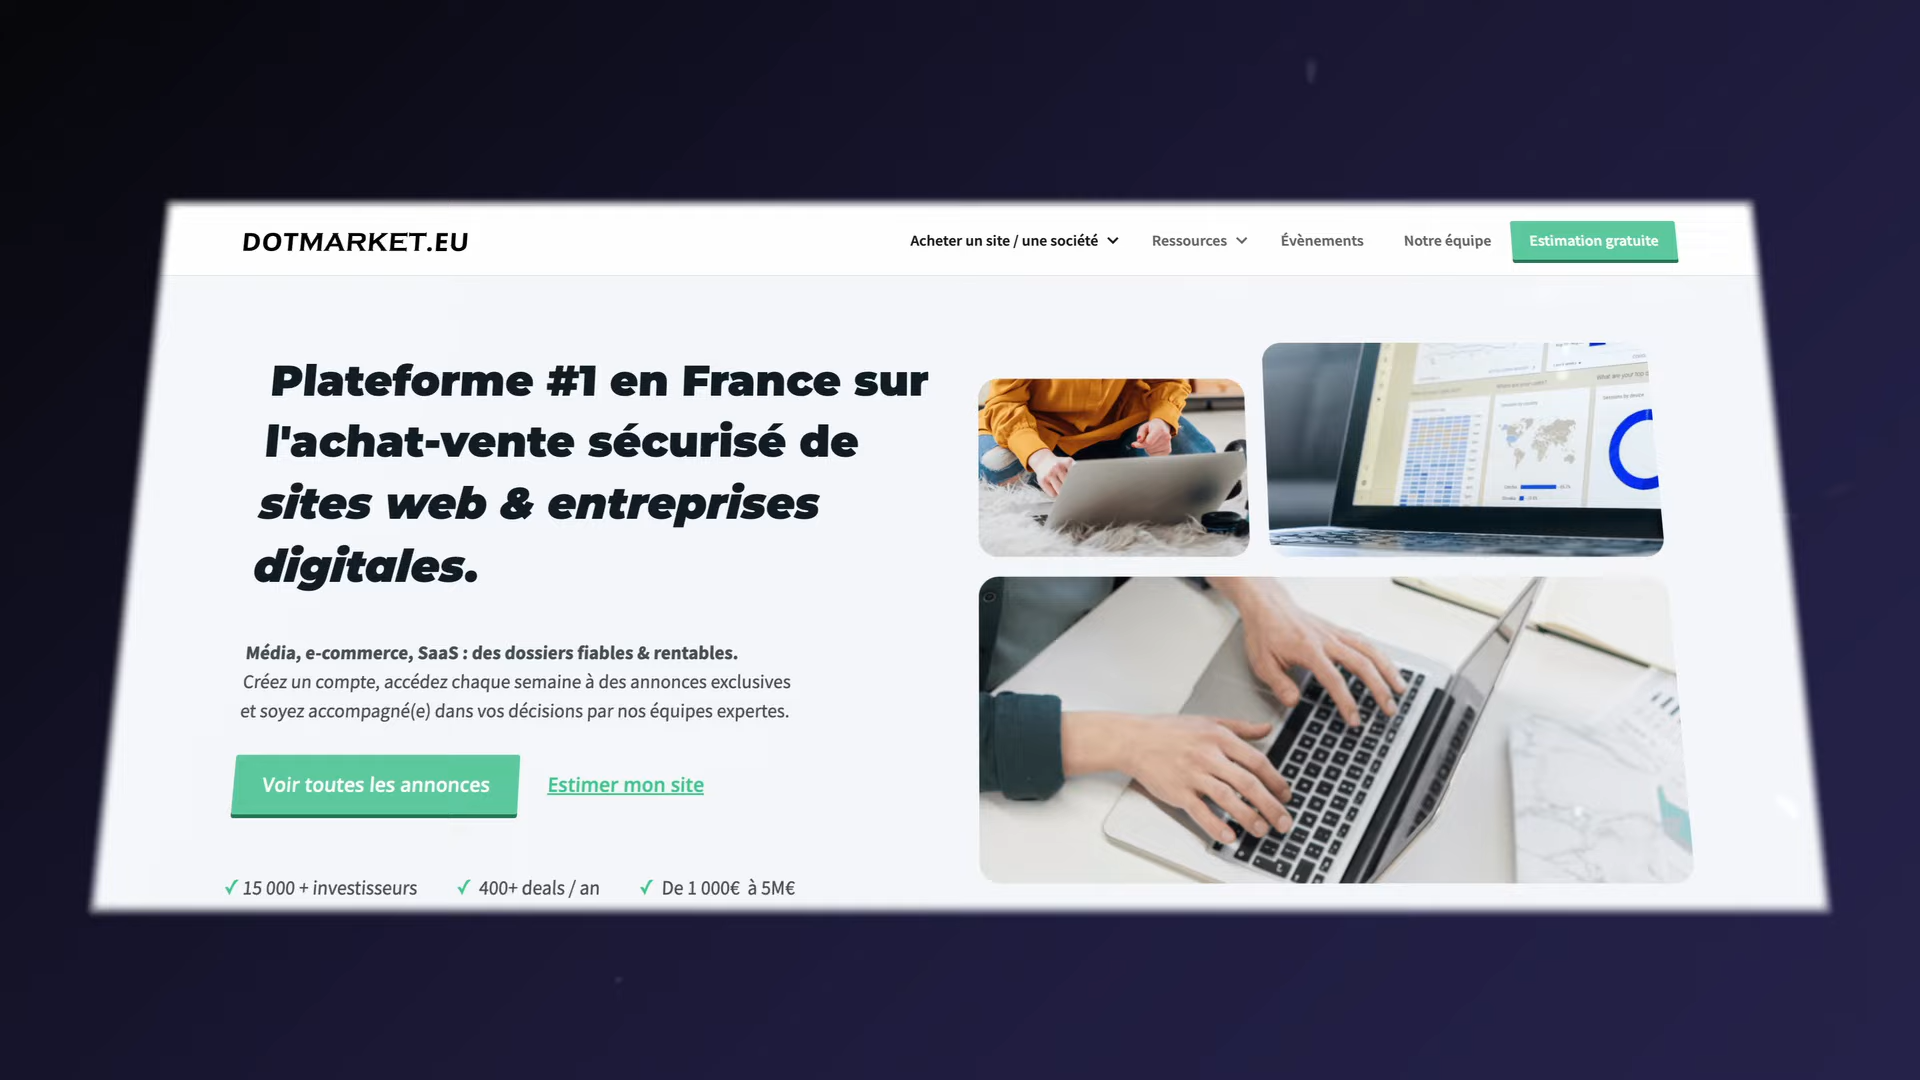 DOTMARKET.EU
Acheter un site / une société
Ressources
Évènements
Notre équipe
Estimation gratuite
Plateforme #1 en France sur
l'achat-vente sécurisé de
sites web & entreprises
digitales.
Média, e-commerce, SaaS : des dossiers fiables & rentables.
Créez un compte, accédez chaque semaine à des annonces exclusives
et soyez accompagné(e) dans vos décisions par nos équipes expertes.
Voir toutes les annonces
Estimer mon site
✓ 15 000 + investisseurs
✓ 400+ deals / an
✓ De 1 000€ à 5M€